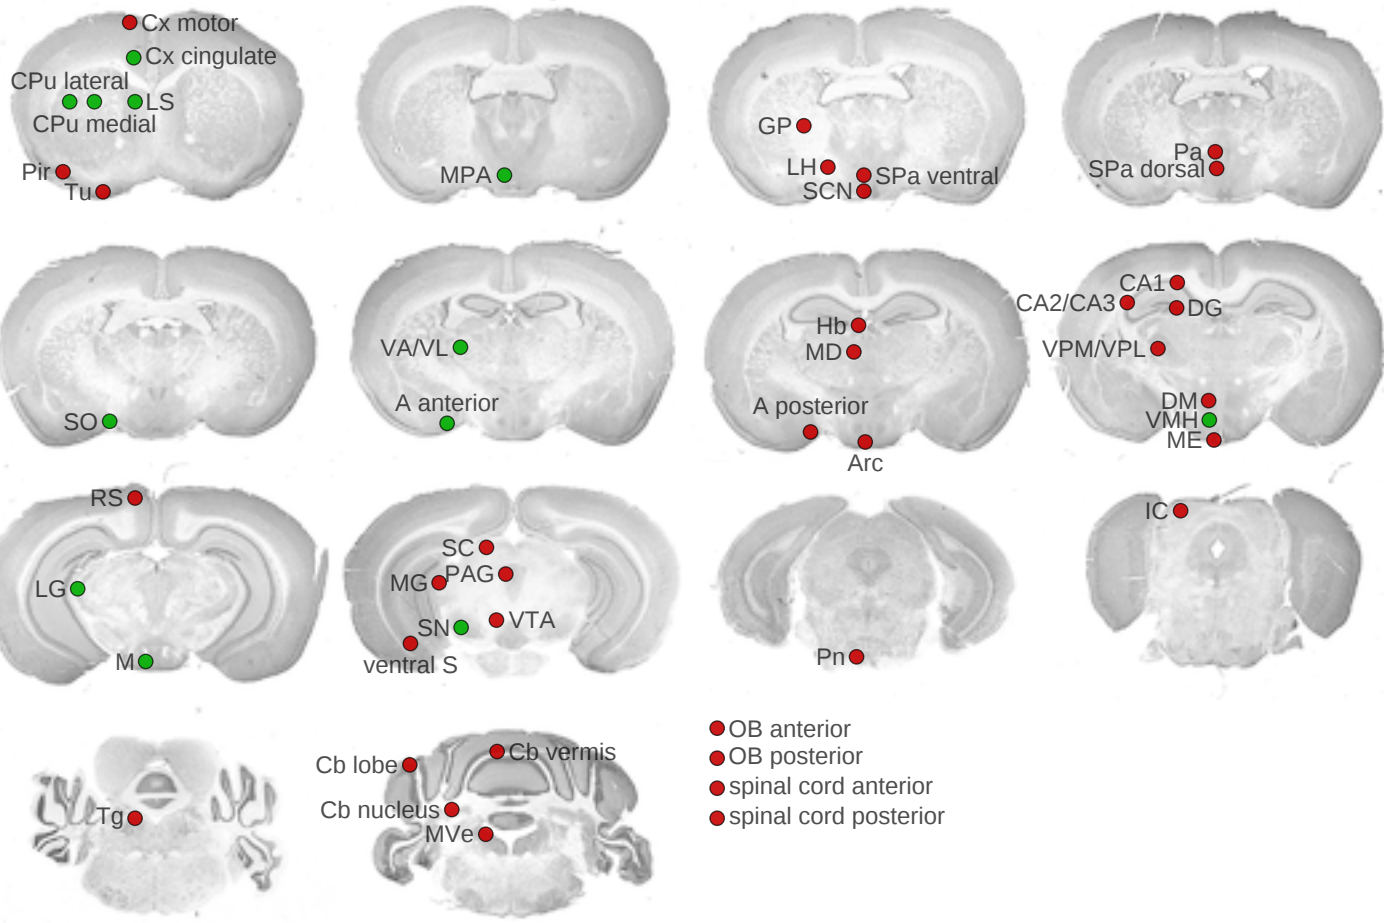 Cx motor
Cx cingulate
CPu lateral
LS
CPu medial
Pir
Tu
MPA
GP
LH
SPa ventral
SCN
Pa
SPa dorsal
SO
VA/VL
A anterior
Hb
MD
A posterior
Arc
CA1
CA2/CA3
DG
VPM/VPL
DM
VMH
ME
RS
LG
M
SC
MG
PAG
SN
VTA
ventral S
Pn
IC
Tg
Cb lobe
Cb vermis
Cb nucleus
MVe
OB anterior
OB posterior
spinal cord anterior
spinal cord posterior